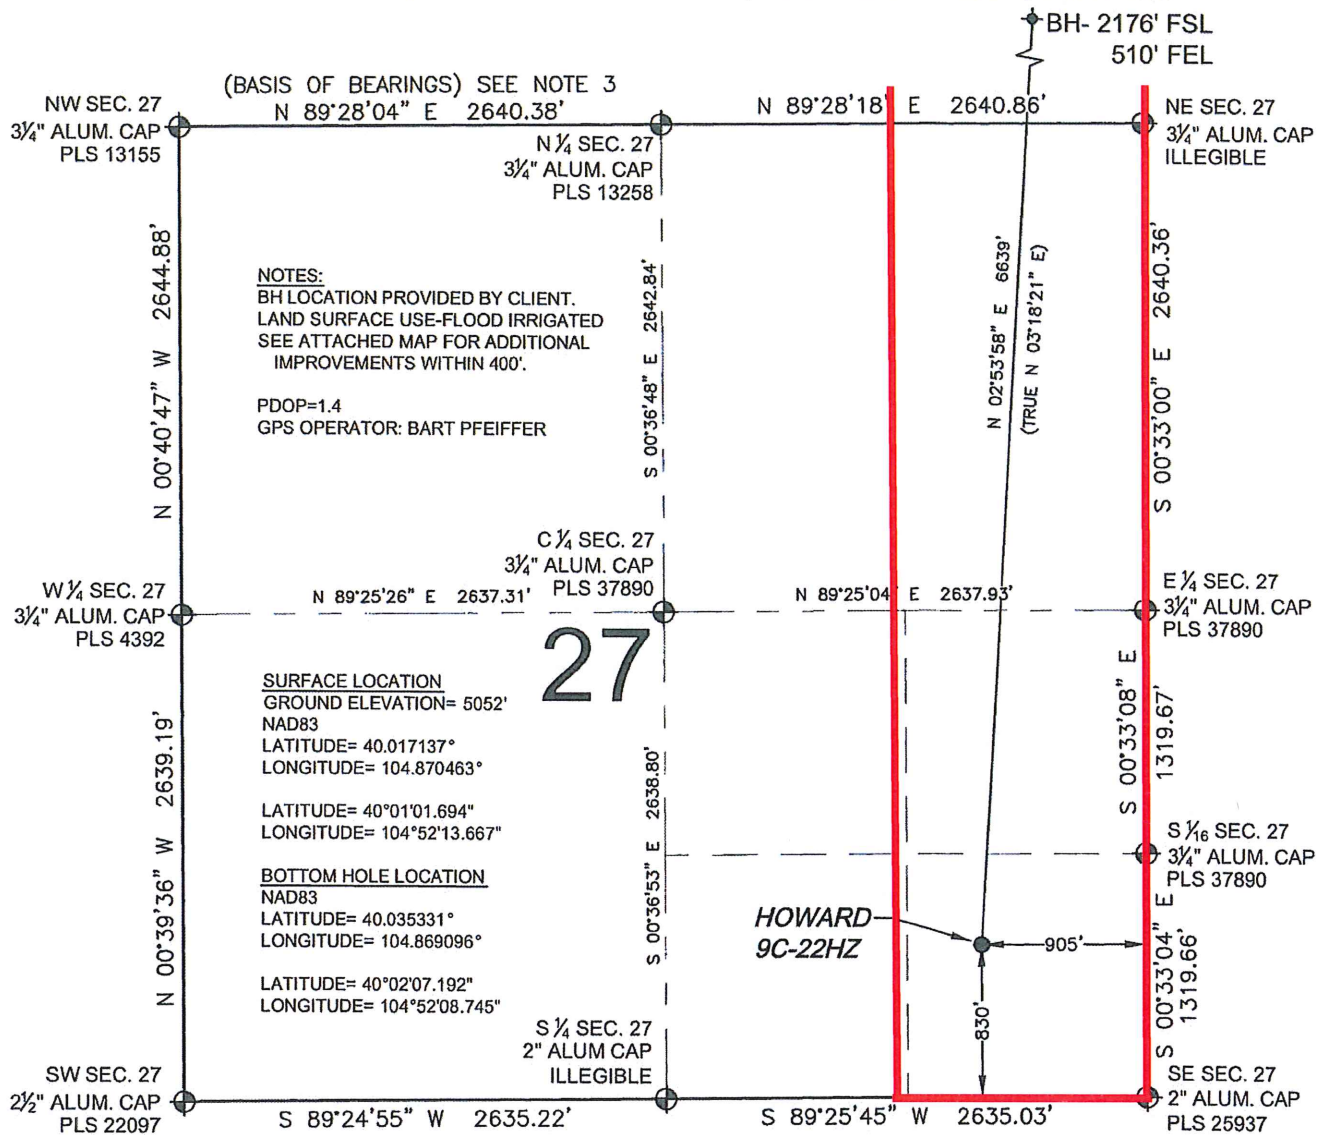 BH- 2176' FSL
510' FEL
(BASIS OF BEARINGS) SEE NOTE 3
N 89°28'04" E 2640.38'
N 89°28'18" E 2640.86'
NW SEC. 27
3¼" ALUM. CAP
PLS 13155
N ¼ SEC. 27
3¼" ALUM. CAP
PLS 13258
NE SEC. 27
3¼" ALUM. CAP
ILLEGIBLE
N 00°40'47" W 2644.88'
NOTES:
BH LOCATION PROVIDED BY CLIENT.
LAND SURFACE USE-FLOOD IRRIGATED
SEE ATTACHED MAP FOR ADDITIONAL
IMPROVEMENTS WITHIN 400'.
PDOP=1.4
GPS OPERATOR: BART PFEIFFER
S 00°36'48" E 2642.84'
N 02°53'58" E 6639'
(TRUE N 03°18'21" E)
S 00°33'00" E 2640.36'
W ¼ SEC. 27
3¼" ALUM. CAP
PLS 4392
N 89°25'26" E 2637.31'
C ¼ SEC. 27
3¼" ALUM. CAP
PLS 37890
N 89°25'04" E 2637.93'
E ¼ SEC. 27
3¼" ALUM. CAP
PLS 37890
27
N 00°39'36" W 2639.19'
SURFACE LOCATION
GROUND ELEVATION= 5052'
NAD83
LATITUDE= 40.017137°
LONGITUDE= 104.870463°
LATITUDE= 40°01'01.694"
LONGITUDE= 104°52'13.667"
BOTTOM HOLE LOCATION
NAD83
LATITUDE= 40.035331°
LONGITUDE= 104.869096°
LATITUDE= 40°02'07.192"
LONGITUDE= 104°52'08.745"
S 00°36'53" E 2638.80'
S 00°33'08" E
1319.67'
S 1⁄16 SEC. 27
3¼" ALUM. CAP
PLS 37890
HOWARD
9C-22HZ
905'
830'
S 00°33'04" E
1319.66'
SW SEC. 27
2½" ALUM. CAP
PLS 22097
S 89°24'55" W 2635.22'
S ¼ SEC. 27
2" ALUM CAP
ILLEGIBLE
S 89°25'45" W 2635.03'
SE SEC. 27
2" ALUM. CAP
PLS 25937